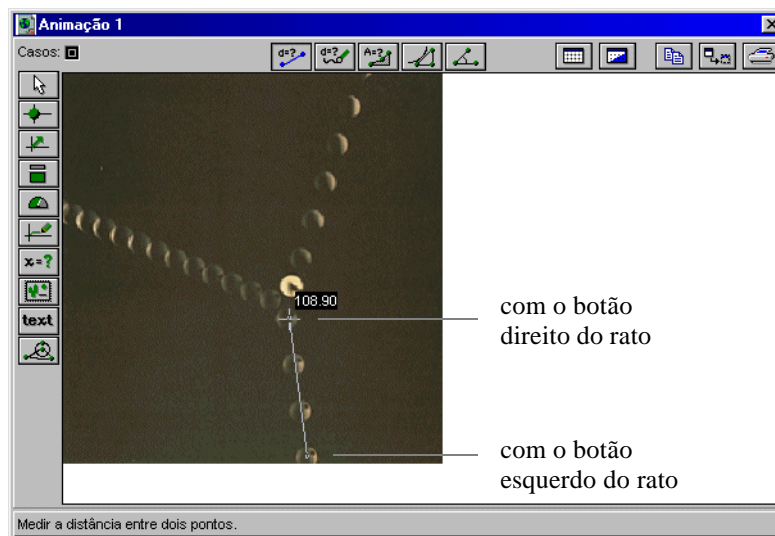 Animação 1
Casos:
d=?
d=?
A=?
108.90
x=?
text
com o botão
direito do rato
com o botão
esquerdo do rato
Medir a distância entre dois pontos.